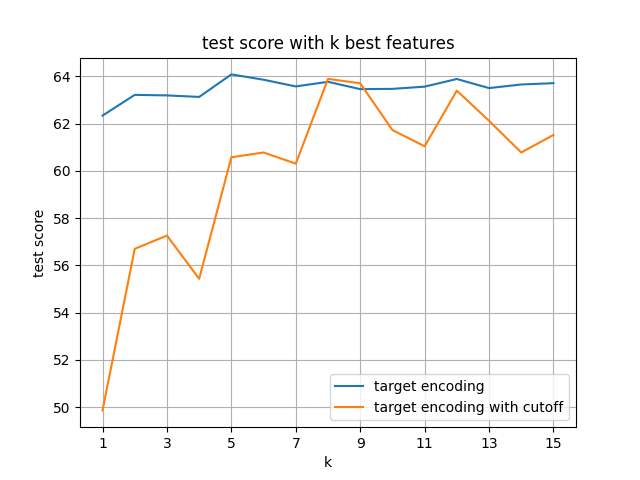 test score with k best features
test score
64
62
60
58
56
54
52
50
target encoding
target encoding with cutoff
1 3 5 7 9 11 13 15
k